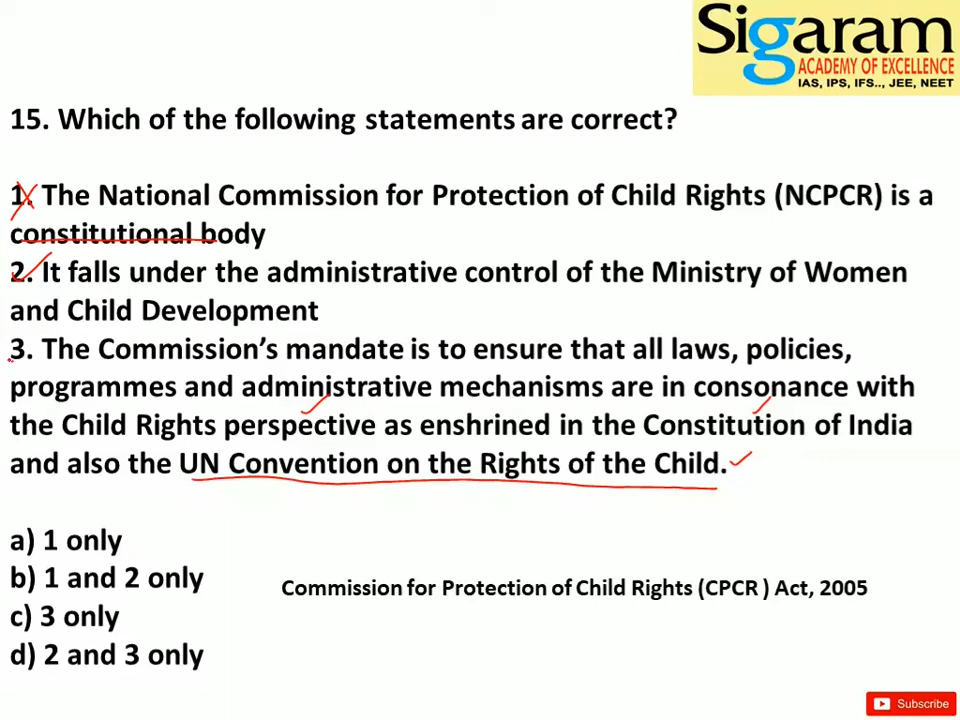 Sigaram
ACADEMY OF EXCELLENCE
IAS, IPS, IFS.., JEE, NEET
15. Which of the following statements are correct?
1. The National Commission for Protection of Child Rights (NCPCR) is a
constitutional body
2. It falls under the administrative control of the Ministry of Women
and Child Development
3. The Commission’s mandate is to ensure that all laws, policies,
programmes and administrative mechanisms are in consonance with
the Child Rights perspective as enshrined in the Constitution of India
and also the UN Convention on the Rights of the Child.
a) 1 only
b) 1 and 2 only
Commission for Protection of Child Rights (CPCR ) Act, 2005
c) 3 only
d) 2 and 3 only
Subscribe